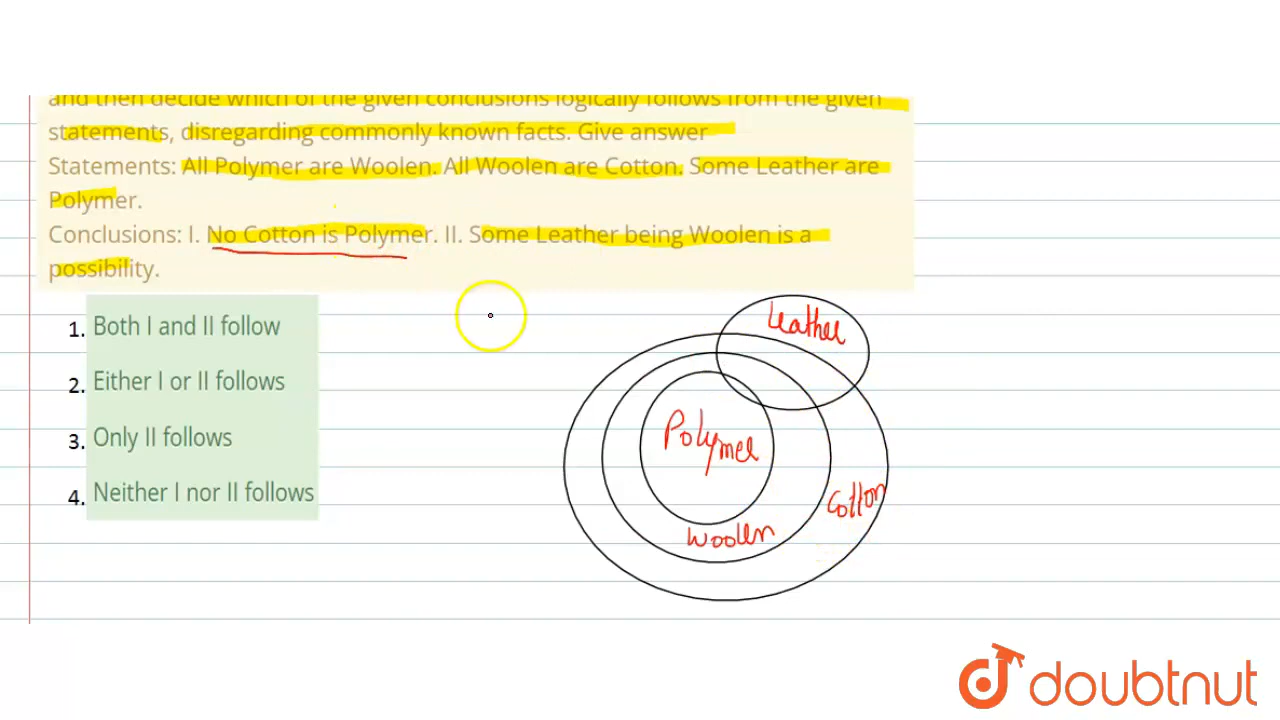 and then decide which of the given conclusions logically follows from the given
statements, disregarding commonly known facts. Give answer
Statements: All Polymer are Woolen. All Woolen are Cotton. Some Leather are
Polymer.
Conclusions: I. No Cotton is Polymer. II. Some Leather being Woolen is a
possibility.
1. Both I and II follow
2. Either I or II follows
3. Only II follows
4. Neither I nor II follows
Leather
Polymer
Cotton
Woolen
doubtnut